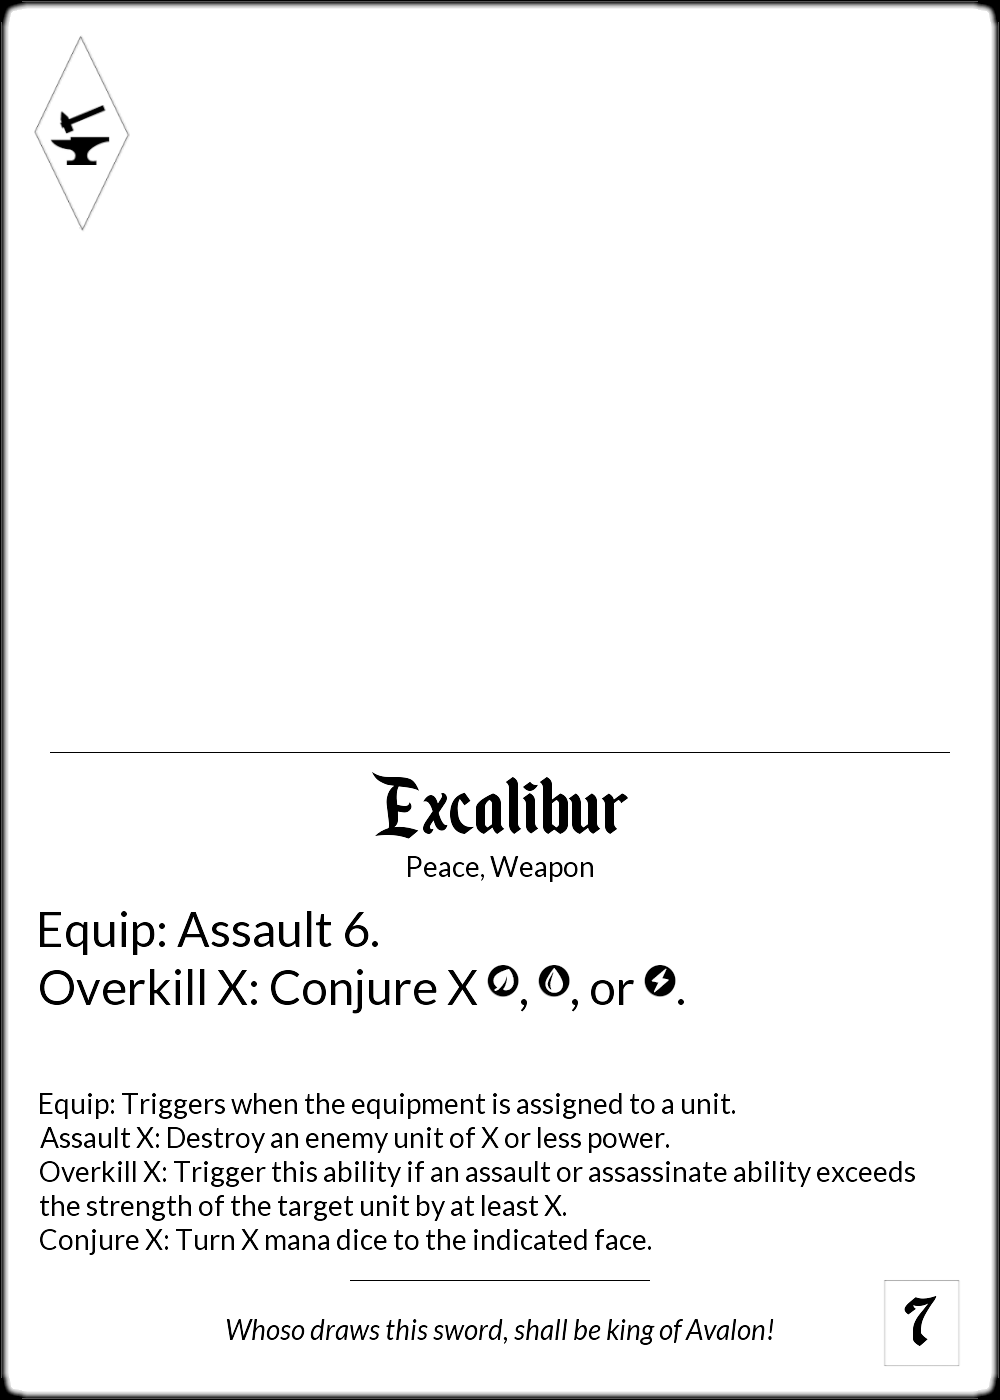 Excalibur
Peace, Weapon
Equip: Assault 6.
Overkill X: Conjure X , , or .
Equip: Triggers when the equipment is assigned to a unit.
Assault X: Destroy an enemy unit of X or less power.
Overkill X: Trigger this ability if an assault or assassinate ability exceeds
the strength of the target unit by at least X.
Conjure X: Turn X mana dice to the indicated face.
Whoso draws this sword, shall be king of Avalon!
7